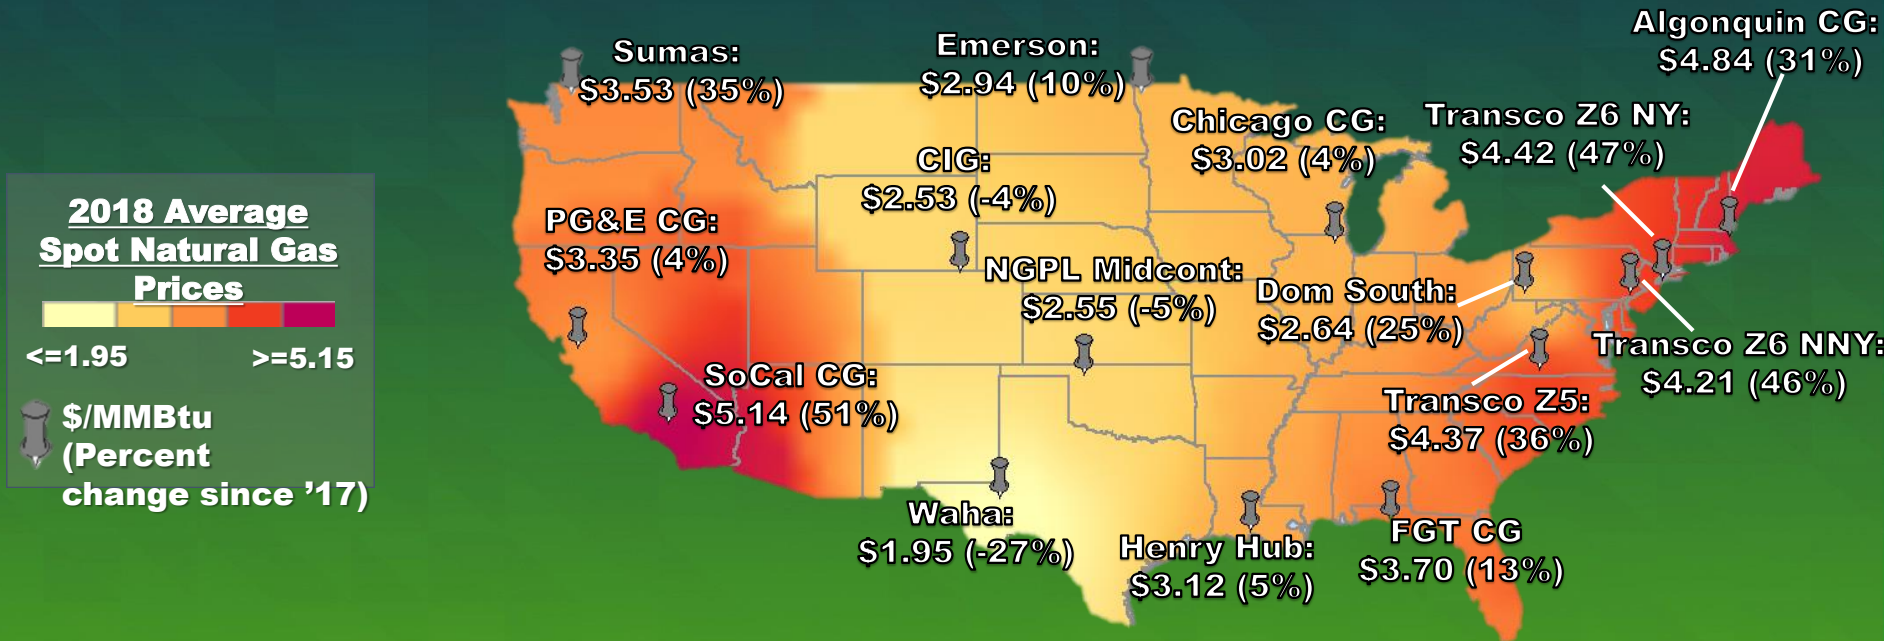 2018 Average
Spot Natural Gas
Prices
<=1.95
>=5.15
$/MMBtu
(Percent
change since ’17)
Sumas:
$3.53 (35%)
Emerson:
$2.94 (10%)
Algonquin CG:
$4.84 (31%)
Chicago CG:
$3.02 (4%)
Transco Z6 NY:
$4.42 (47%)
CIG:
$2.53 (-4%)
PG&E CG:
$3.35 (4%)
NGPL Midcont:
$2.55 (-5%)
Dom South:
$2.64 (25%)
Transco Z6 NNY:
$4.21 (46%)
SoCal CG:
$5.14 (51%)
Transco Z5:
$4.37 (36%)
Waha:
$1.95 (-27%)
Henry Hub:
$3.12 (5%)
FGT CG
$3.70 (13%)